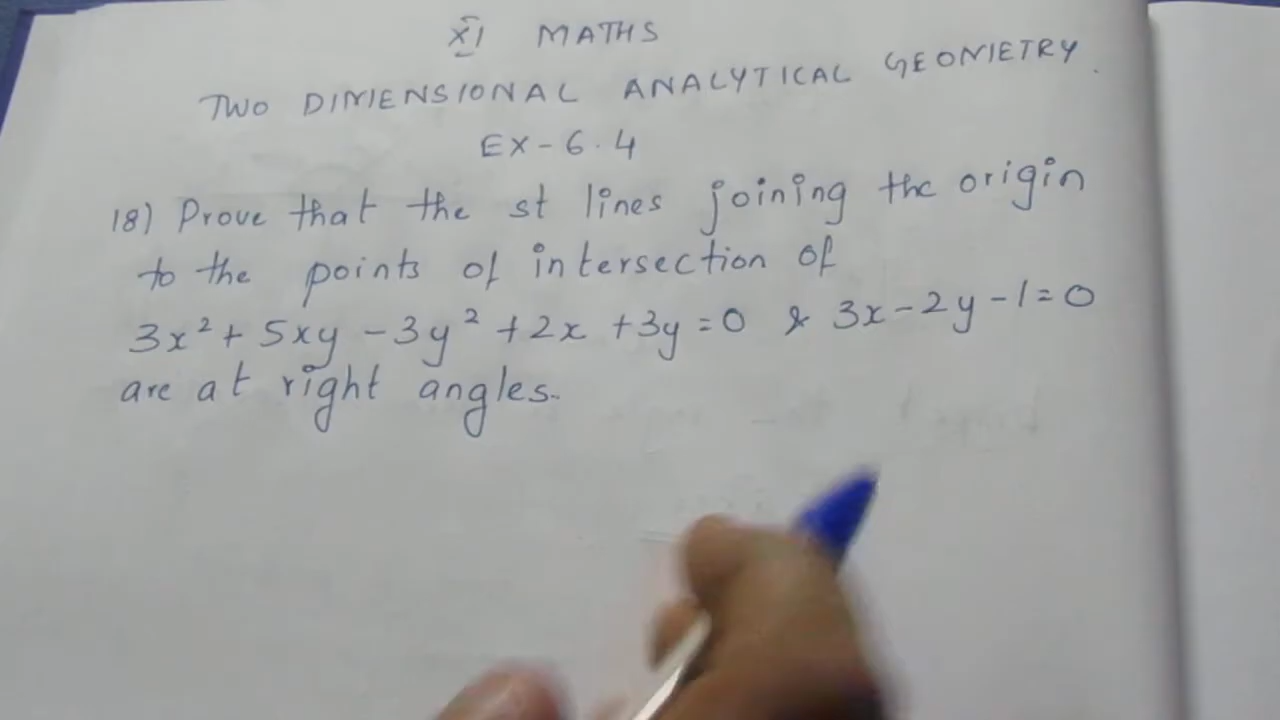 XI MATHS
TWO DIMENSIONAL ANALYTICAL GEOMETRY.
EX-6.4
18) Prove that the st lines joining the origin
to the points of intersection of
3x² + 5xy - 3y² + 2x + 3y = 0 & 3x - 2y - 1 = 0
are at right angles.